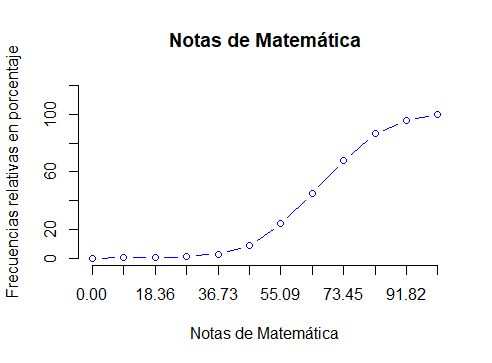 Notas de Matemática
Frecuencias relativas en porcentaje
100
60
20
0
0.00 18.36 36.73 55.09 73.45 91.82
Notas de Matemática